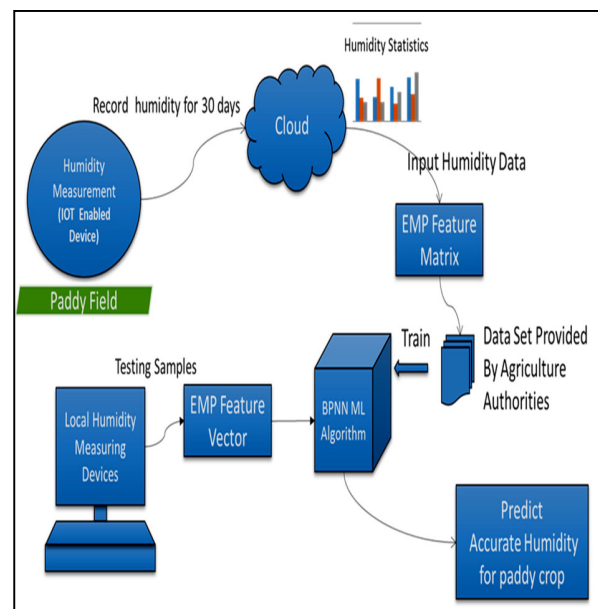 Humidity Statistics
Record humidity for 30 days
Cloud
Input Humidity Data
Humidity
Measurement
(IOT Enabled
Device)
Paddy Field
EMP Feature
Matrix
Train
Data Set Provided
By Agriculture
Authorities
Testing Samples
Local Humidity
Measuring
Devices
EMP Feature
Vector
BPNN ML
Algorithm
Predict
Accurate Humidity
for paddy crop